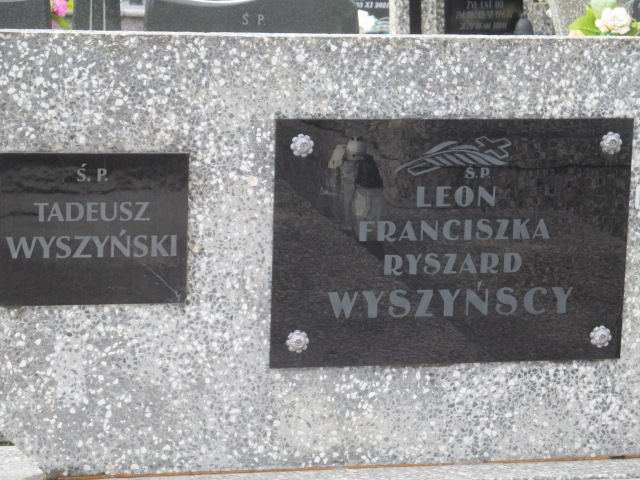 Ś. P.
TADEUSZ
WYSZYŃSKI
Ś.P.
LEON
FRANCISZKA
RYSZARD
WYSZYŃSCY
Ś P